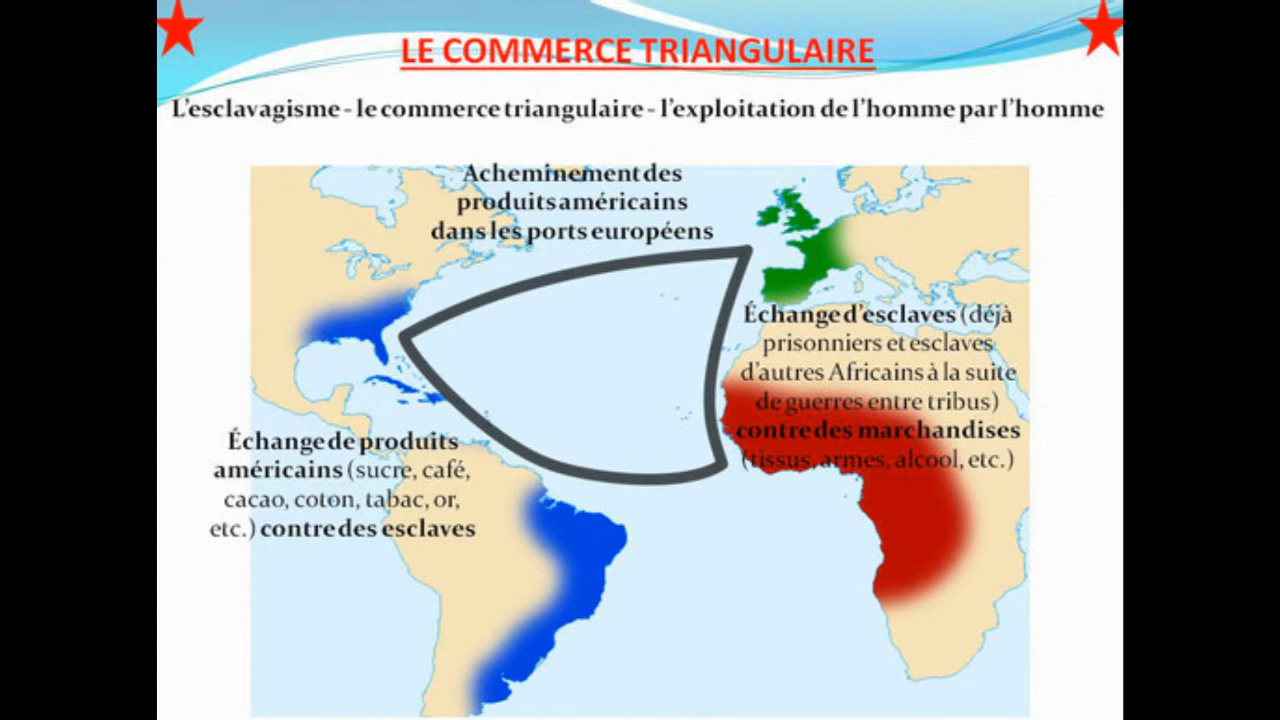 LE COMMERCE TRIANGULAIRE
L'esclavagisme - le commerce triangulaire - l'exploitation de l'homme par l'homme
Acheminement des
produits américains
dans les ports européens
Échange d'esclaves (déjà
prisonniers et esclaves
d'autres Africains à la suite
de guerres entre tribus)
contre des marchandises
(tissus, armes, alcool, etc.)
Échange de produits
américains (sucre, café,
cacao, coton, tabac, or,
etc.) contre des esclaves